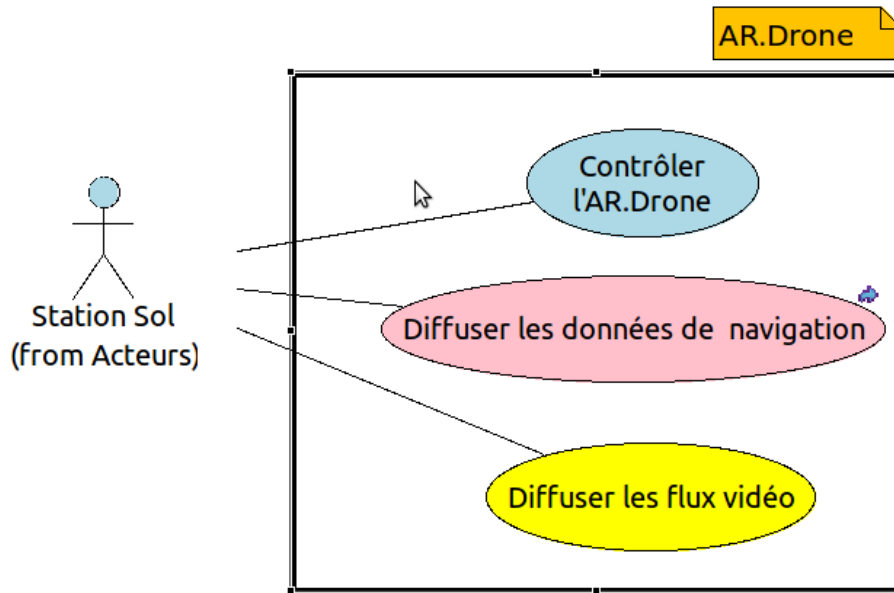 AR.Drone
Contrôler
l'AR.Drone
Station Sol
(from Acteurs)
Diffuser les données de navigation
Diffuser les flux vidéo